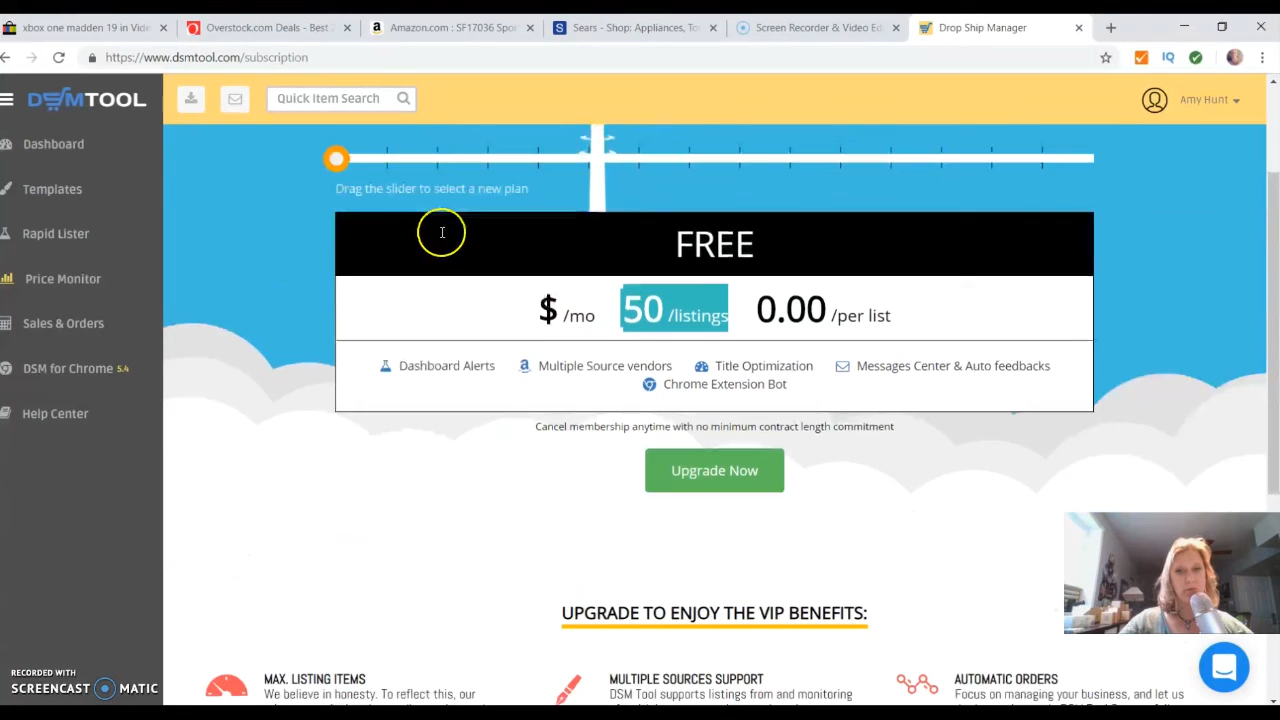 xbox one madden 19 in Vide
Overstock.com Deals - Best
Amazon.com : SF17036 Spor
Sears - Shop: Appliances, To
Screen Recorder & Video Ed
Drop Ship Manager
https://www.dsmtool.com/subscription
IQ
DSMTOOL
Quick Item Search
Amy Hunt
Dashboard
Templates
Rapid Lister
Price Monitor
Sales & Orders
DSM for Chrome 5.4
Help Center
Drag the slider to select a new plan
FREE
$ /mo 50 /listings 0.00 /per list
Dashboard Alerts Multiple Source vendors Title Optimization Messages Center & Auto feedbacks
Chrome Extension Bot
Cancel membership anytime with no minimum contract length commitment
Upgrade Now
UPGRADE TO ENJOY THE VIP BENEFITS:
MAX. LISTING ITEMS
We believe in honesty. To reflect this, our
MULTIPLE SOURCES SUPPORT
DSM Tool supports listings from and monitoring
AUTOMATIC ORDERS
Focus on managing your business, and let us
RECORDED WITH
SCREENCAST MATIC